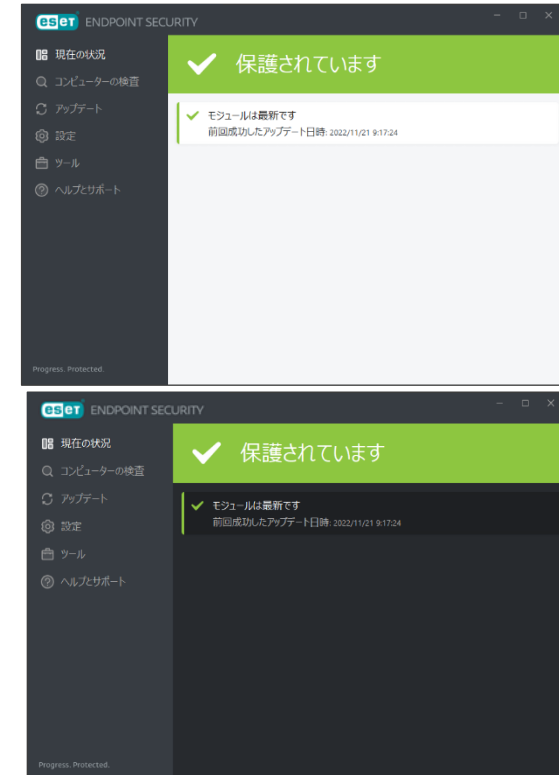 eset ENDPOINT SECURITY
現在の状況
コンピューターの検査
アップデート
設定
ツール
ヘルプとサポート
Progress. Protected.
保護されています
モジュールは最新です
前回成功したアップデート日時: 2022/11/21 9:17:24
eset ENDPOINT SECURITY
現在の状況
コンピューターの検査
アップデート
設定
ツール
ヘルプとサポート
Progress. Protected.
保護されています
モジュールは最新です
前回成功したアップデート日時: 2022/11/21 9:17:24